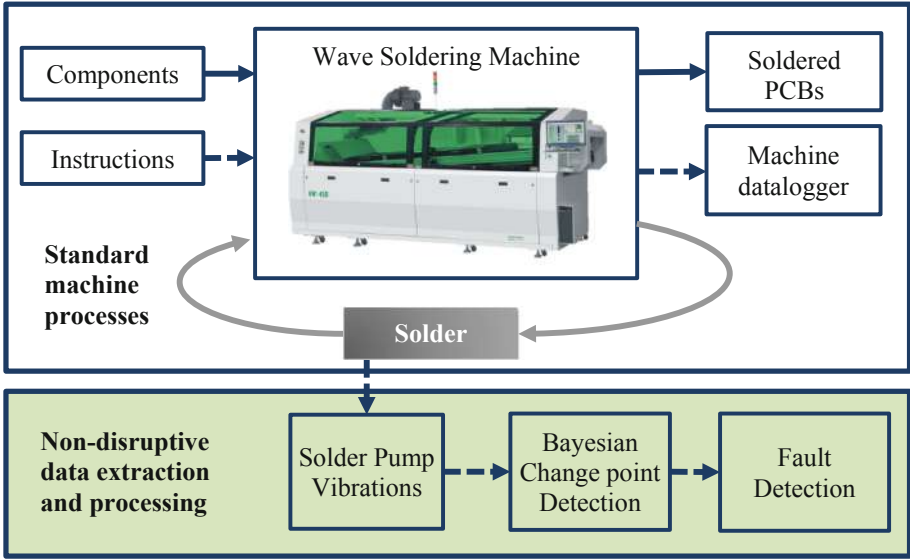 Wave Soldering Machine
Components
Instructions
Soldered
PCBs
Machine
datalogger
Standard
machine
processes
Solder
Non-disruptive
data extraction
and processing
Solder Pump
Vibrations
Bayesian
Change point
Detection
Fault
Detection